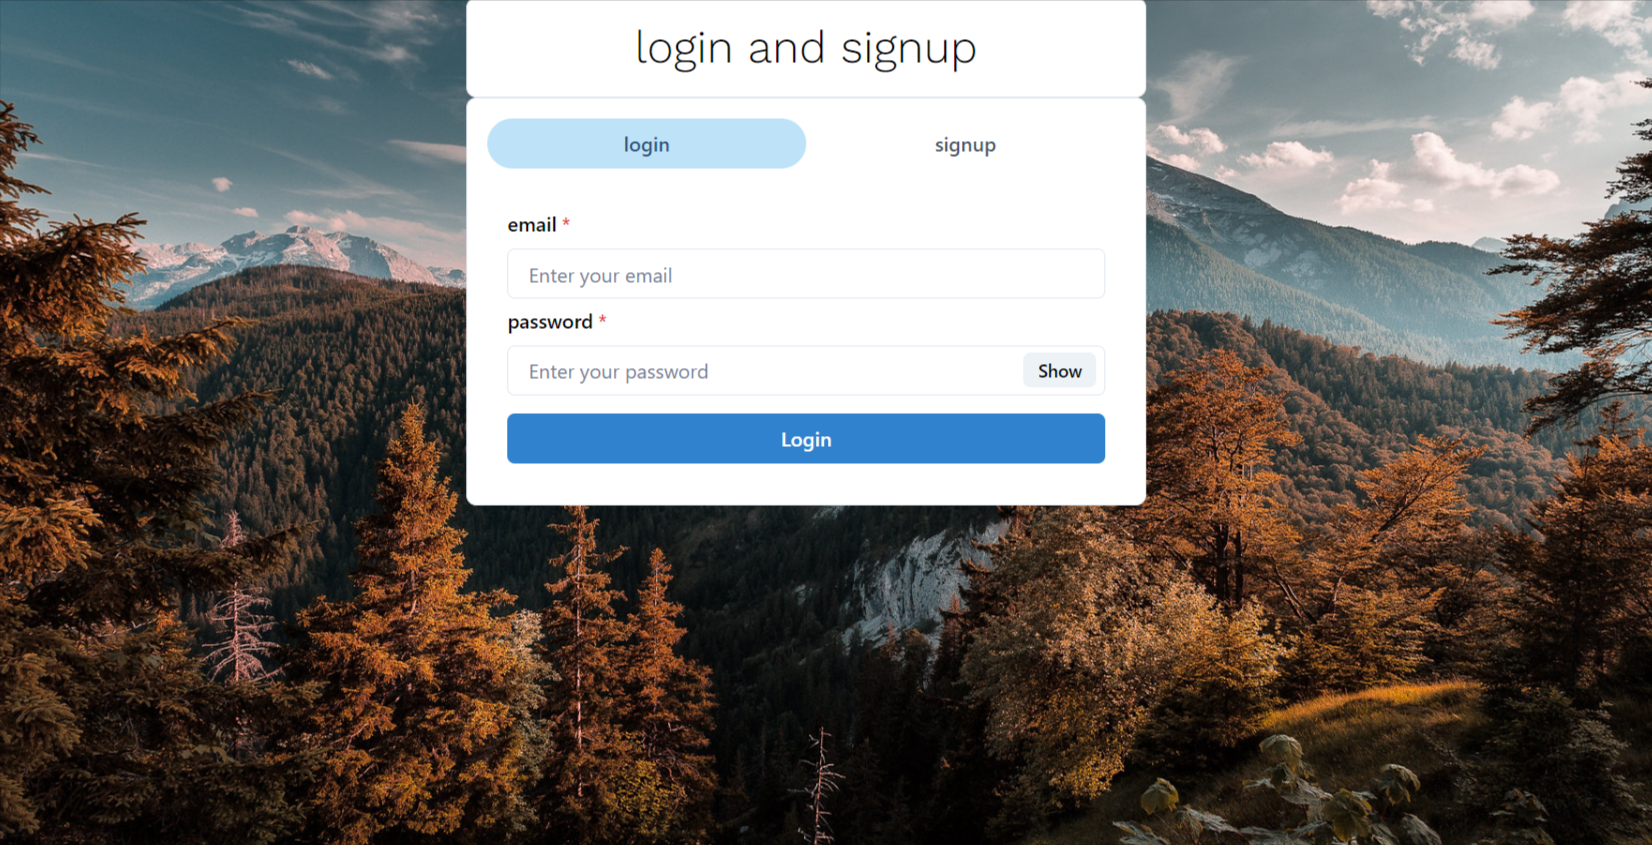 login and signup
login signup
email *
Enter your email
password *
Enter your password Show
Login